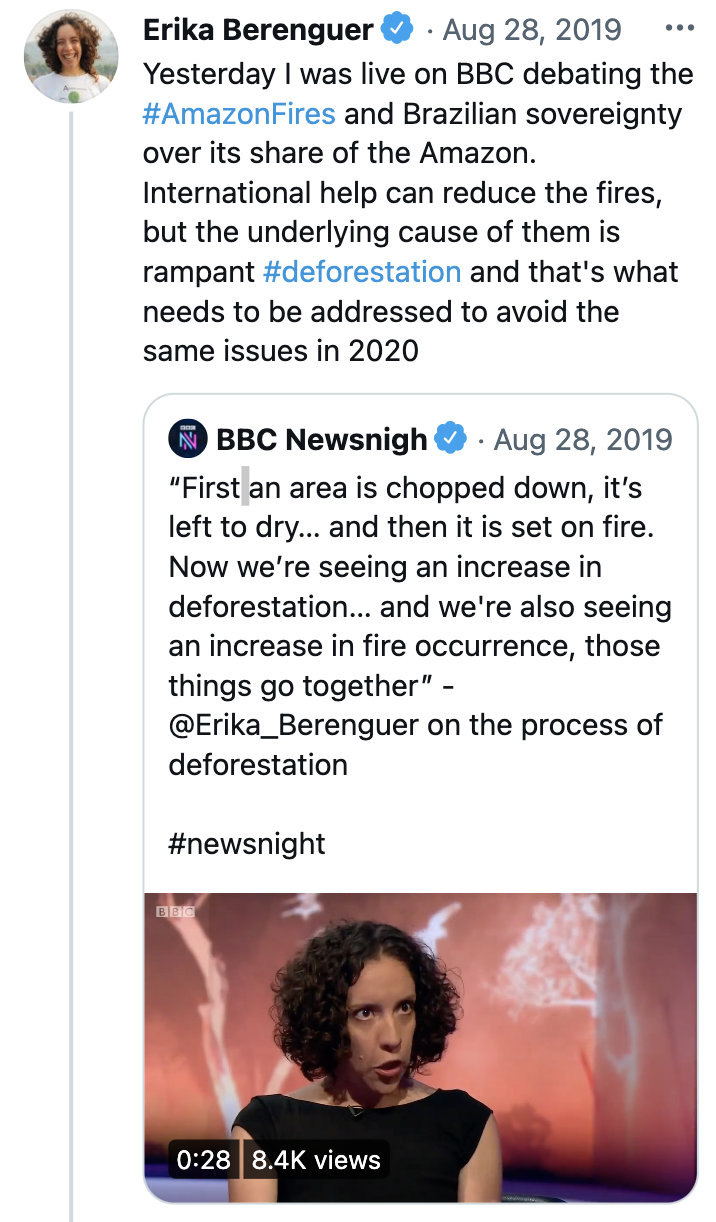 Erika Berenguer · Aug 28, 2019
Yesterday I was live on BBC debating the
#AmazonFires and Brazilian sovereignty
over its share of the Amazon.
International help can reduce the fires,
but the underlying cause of them is
rampant #deforestation and that's what
needs to be addressed to avoid the
same issues in 2020
BBC Newsnigh · Aug 28, 2019
“First an area is chopped down, it’s
left to dry... and then it is set on fire.
Now we’re seeing an increase in
deforestation... and we're also seeing
an increase in fire occurrence, those
things go together” -
@Erika_Berenguer on the process of
deforestation
#newsnight
BBC
0:28 8.4K views